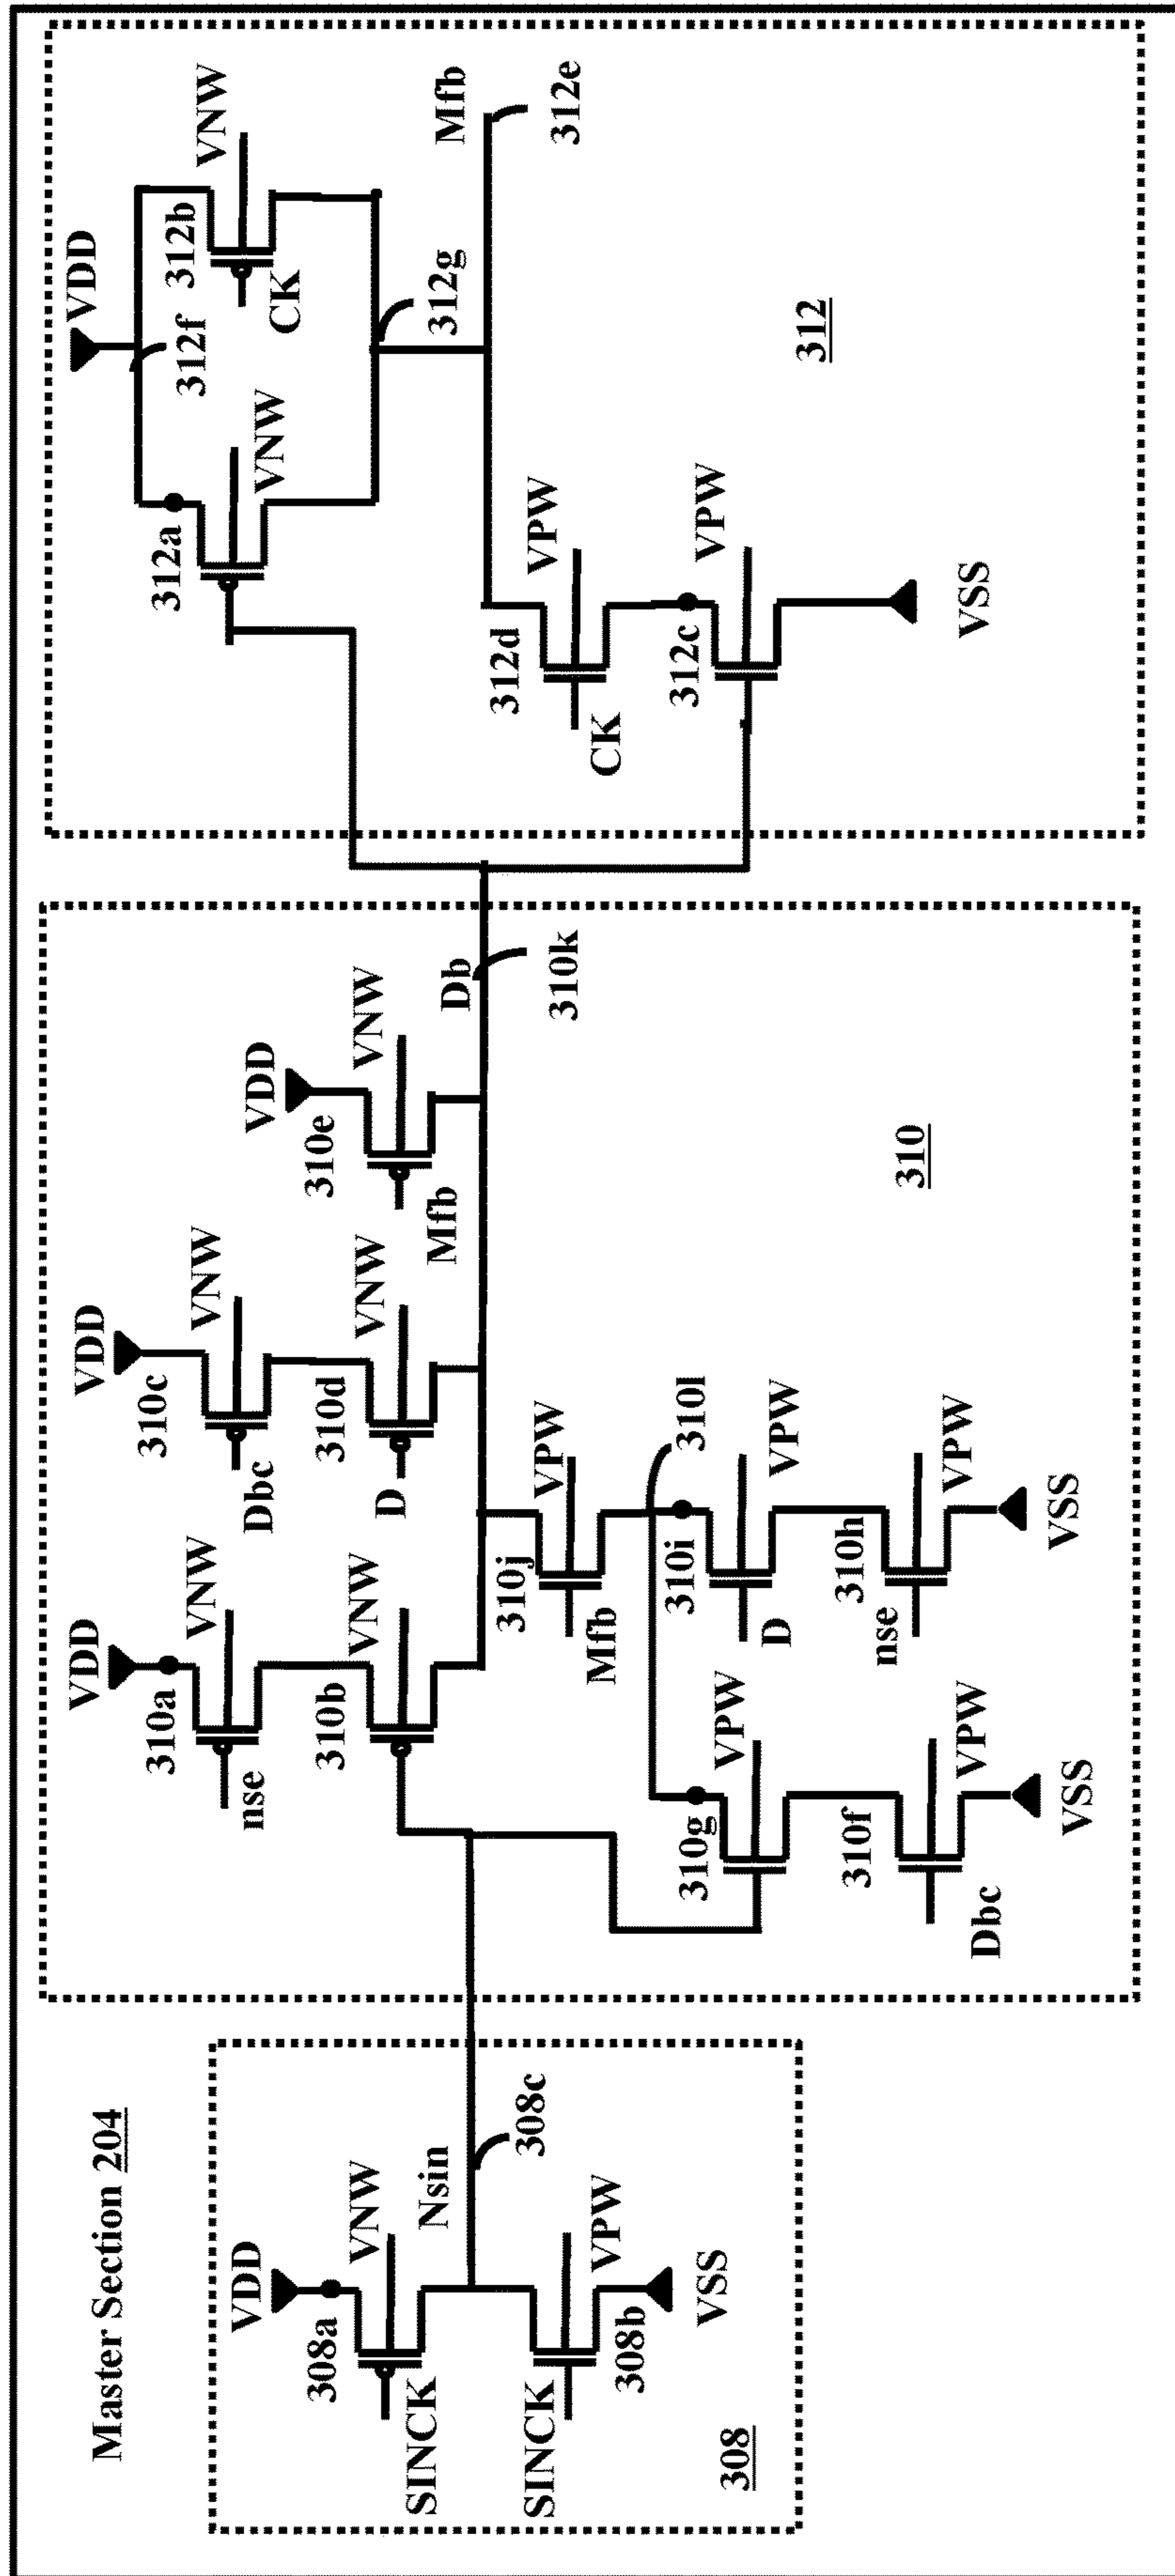 Master Section 204
VDD
308a
VNW
SINCK
Nsin
308c
SINCK
VPW
308b
VSS
308
VDD
310a
VNW
nse
310b
VNW
VDD
310c
VNW
Dbc
310d
VNW
D
VDD
310e
VNW
Mfb
Db
310k
310j
VPW
Mfb
310l
310g
VPW
310f
VPW
Dbc
VSS
310i
VPW
D
310h
VPW
nse
VSS
310
VDD
312f
312a
VNW
312b
VNW
CK
312g
Mfb
312e
312d
VPW
CK
312c
VPW
VSS
312